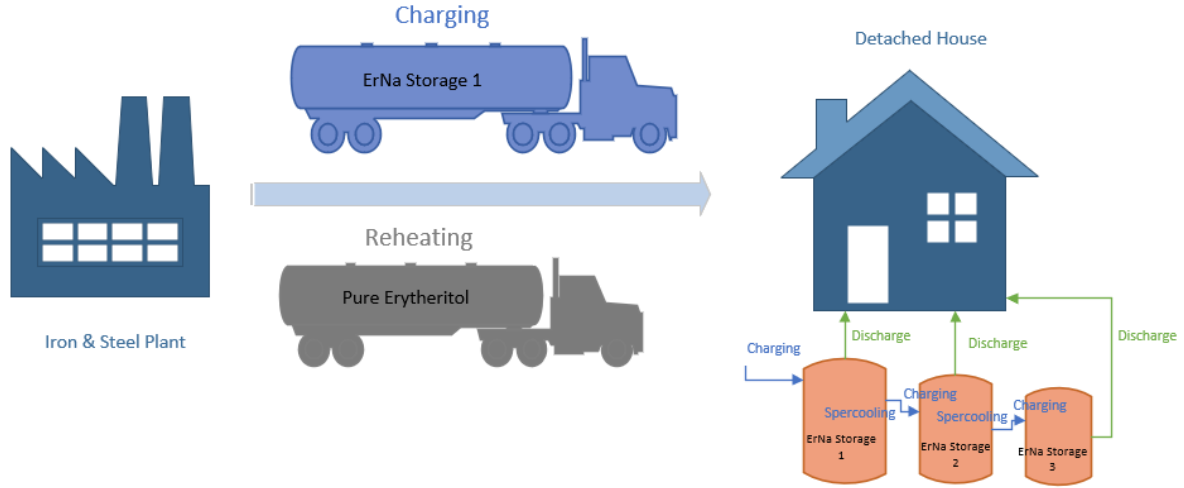 Charging
ErNa Storage 1
Detached House
Reheating
Pure Erytheritol
Iron & Steel Plant
Discharge
Discharge
Discharge
Charging
Charging
Spercooling
Charging
Spercooling
ErNa Storage
1
ErNa Storage
2
ErNa Storage
3